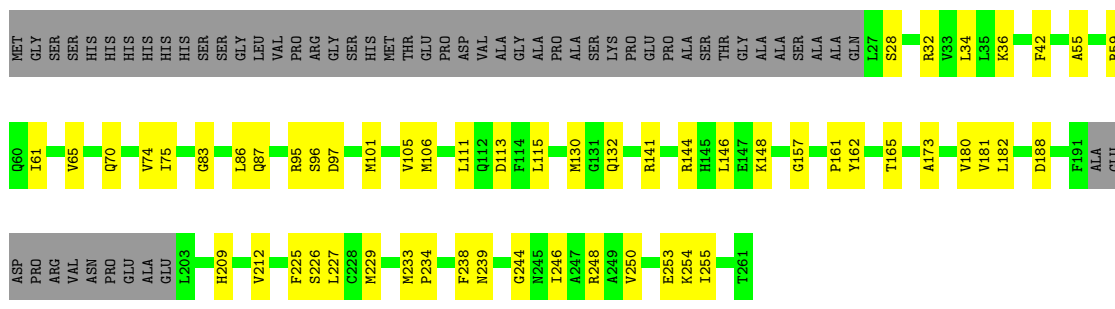 MET GLY SER SER HIS HIS HIS HIS HIS HIS SER SER GLY LEU VAL PRO ARG GLY SER HIS MET THR GLU PRO ASP VAL ALA GLY ALA PRO ALA SER LYS PRO GLU PRO ALA SER THR GLY ALA ALA SER ALA ALA GLN L27 S28 R32 V33 L34 L35 K36 F42 A55
Q60 I61 V65 Q70 V74 I75 G83 L86 Q87 R95 S96 D97 M101 V105 M106 L111 Q112 D113 F114 L115 M130 G131 Q132 R141 R144 H145 L146 E147 K148 G157 P161 Y162 T165 A173 V180 V181 L182 D188 F191 ALA GLU
ASP PRO ARG VAL ASN PRO GLU ALA GLU L203 H209 V212 F225 S226 L227 C228 M229 M233 P234 F238 N239 G244 N245 I246 A247 R248 A249 V250 E253 K254 I255 T261